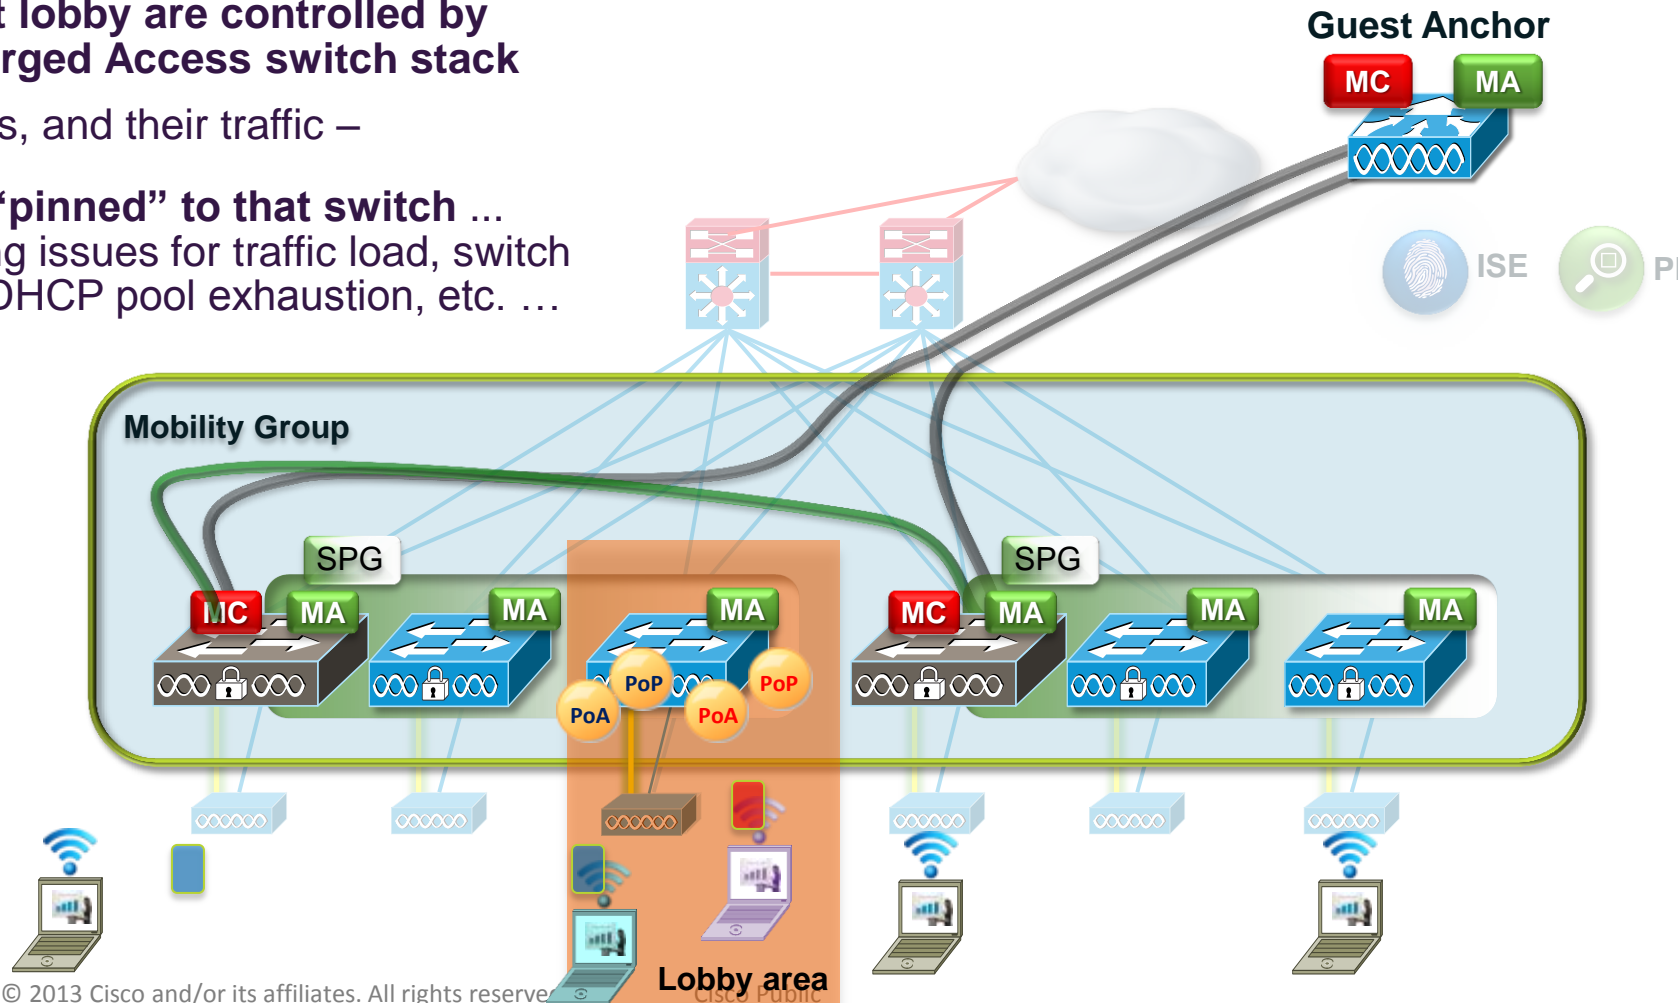 lobby are controlled by
Access switch stack
and their traffic –
“pinned” to that switch ...
issues for traffic load, switch
DHCP pool exhaustion, etc. …
Guest Anchor
MC
MA
ISE
Mobility Group
SPG
SPG
MC
MA
MA
MA
MC
MA
MA
MA
PoP
PoP
PoA
PoA
Lobby area
© 2013 Cisco and/or its affiliates. All rights
Cisco Public